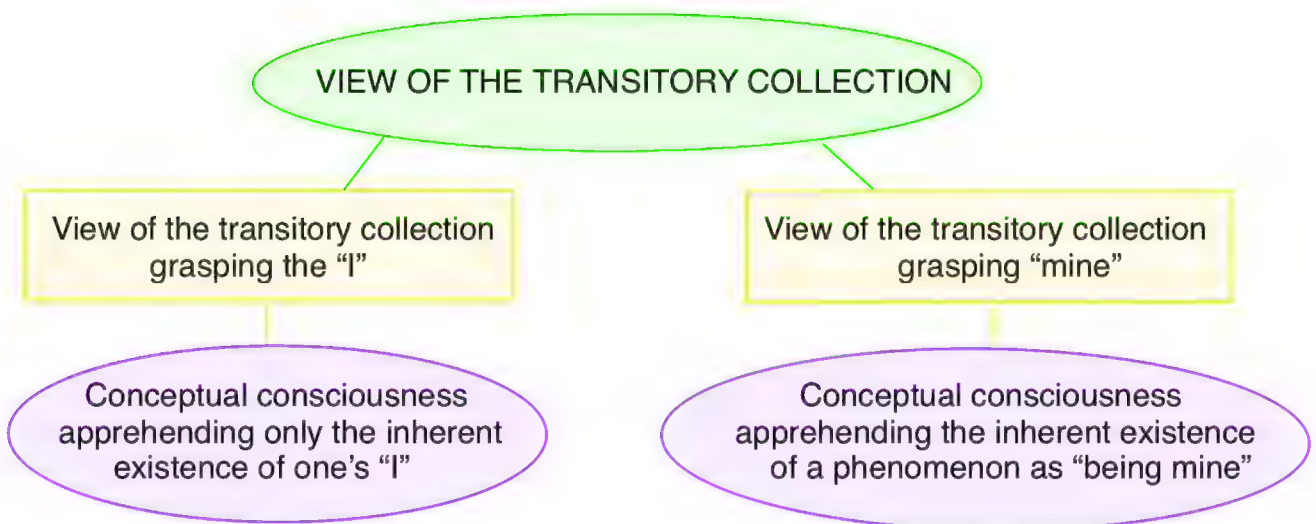 VIEW OF THE TRANSITORY COLLECTION
View of the transitory collection
grasping the “I”
View of the transitory collection
grasping “mine”
Conceptual consciousness
apprehending only the inherent
existence of one’s “I”
Conceptual consciousness
apprehending the inherent existence
of a phenomenon as “being mine”